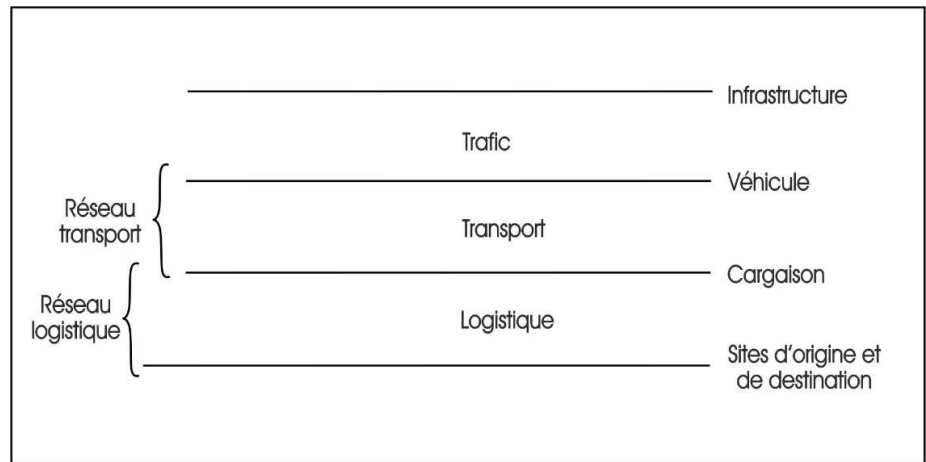 Infrastructure
Trafic
Véhicule
Réseau
transport
Transport
Cargaison
Réseau
logistique
Logistique
Sites d'origine et
de destination